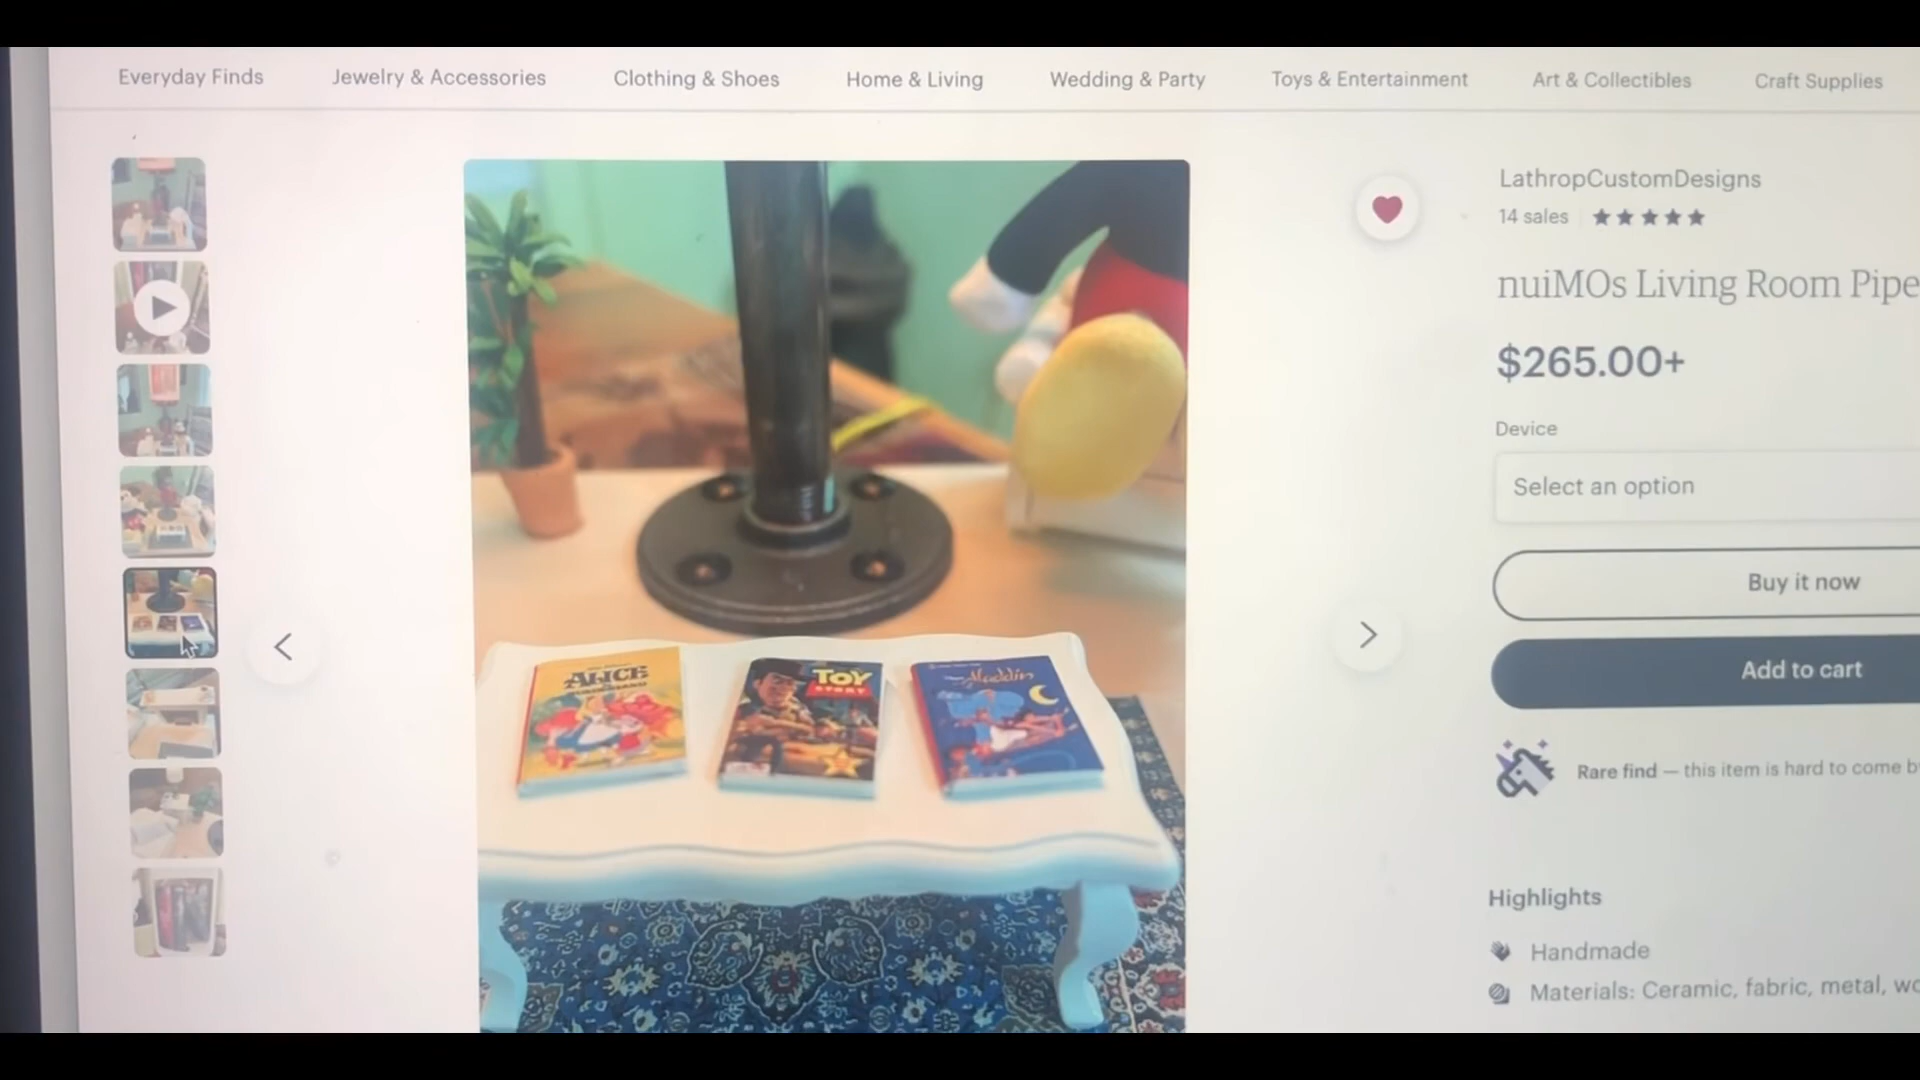 Everyday Finds
Jewelry & Accessories
Clothing & Shoes
Home & Living
Wedding & Party
Toys & Entertainment
Art & Collectibles
Craft Supplies
LathropCustomDesigns
14 sales
nuiMOs Living Room Pipe
$265.00+
Device
Select an option
Buy it now
Add to cart
Rare find — this item is hard to come b
Highlights
Handmade
Materials: Ceramic, fabric, metal, wo
ALICE
TOY
STORY
Aladdin